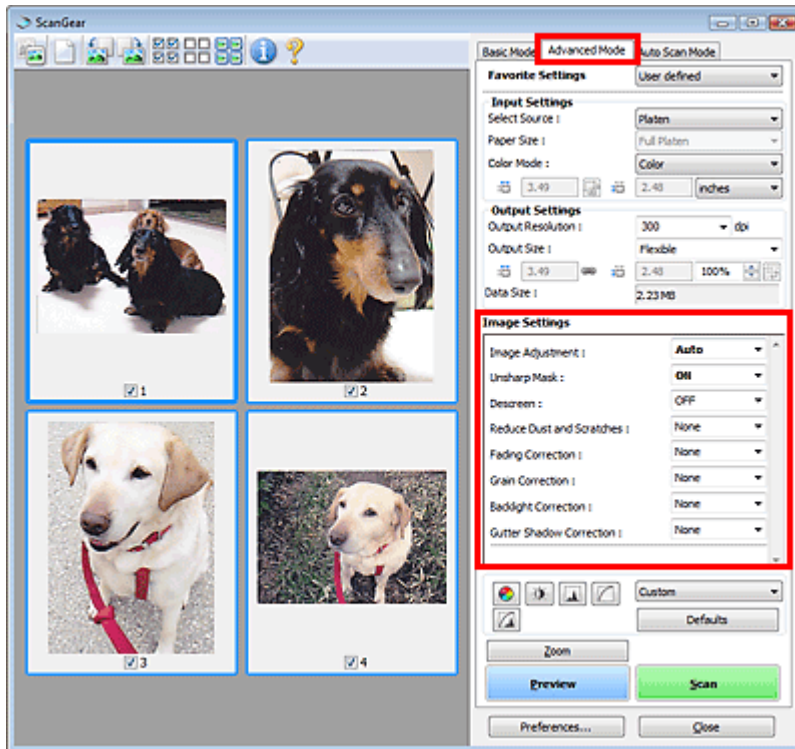 ScanGear
Basic Mode Advanced Mode Auto Scan Mode
Favorite Settings User defined
Input Settings
Select Source : Platen
Paper Size : Full Platen
Color Mode : Color
3.49 2.48 inches
Output Settings
Output Resolution : 300 dpi
Output Size : Flexible
3.49 2.48 100%
Data Size : 2.23 MB
Image Settings
Image Adjustment : Auto
Unsharp Mask : ON
Descreen : OFF
Reduce Dust and Scratches : None
Fading Correction : None
Grain Correction : None
Backlight Correction : None
Gutter Shadow Correction : None
Custom
Defaults
Zoom
Preview Scan
Preferences... Close
1
2
3
4